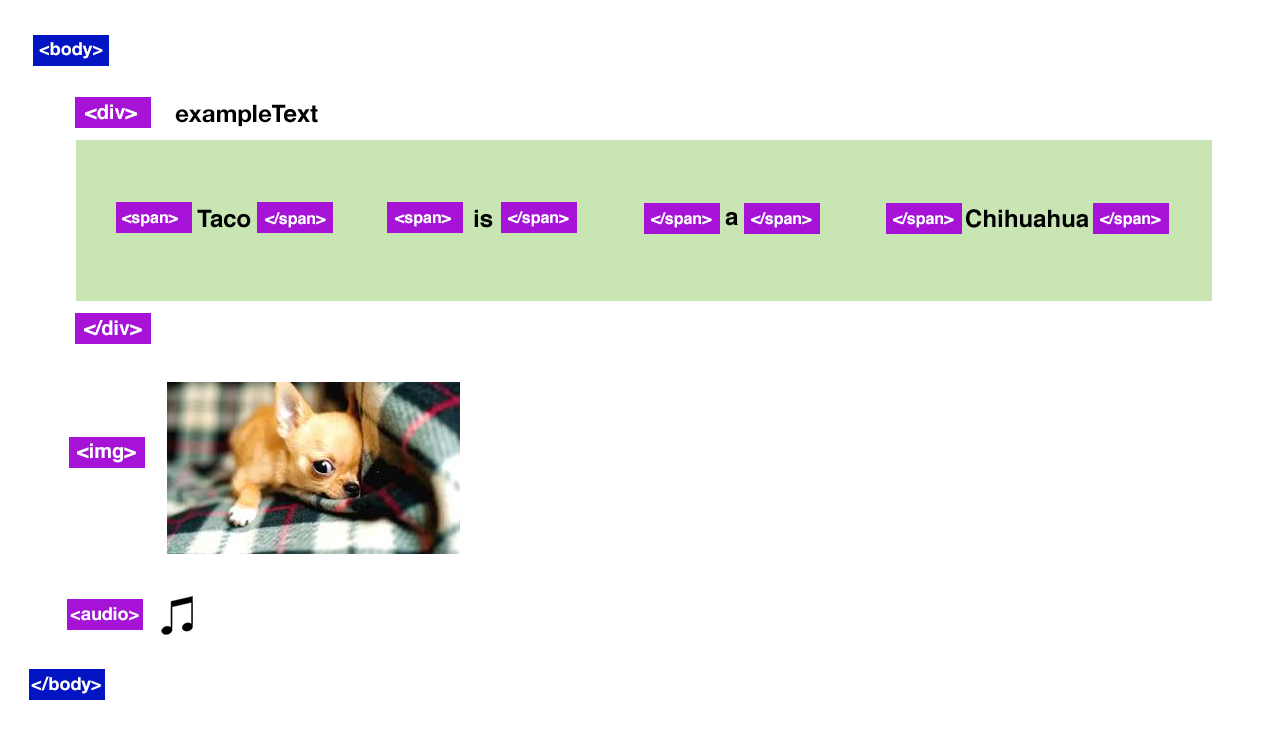 <body>
<div> exampleText
<span> Taco </span> <span> is </span> </span> a </span> </span> Chihuahua </span>
</div>
<img>
<audio>
</body>